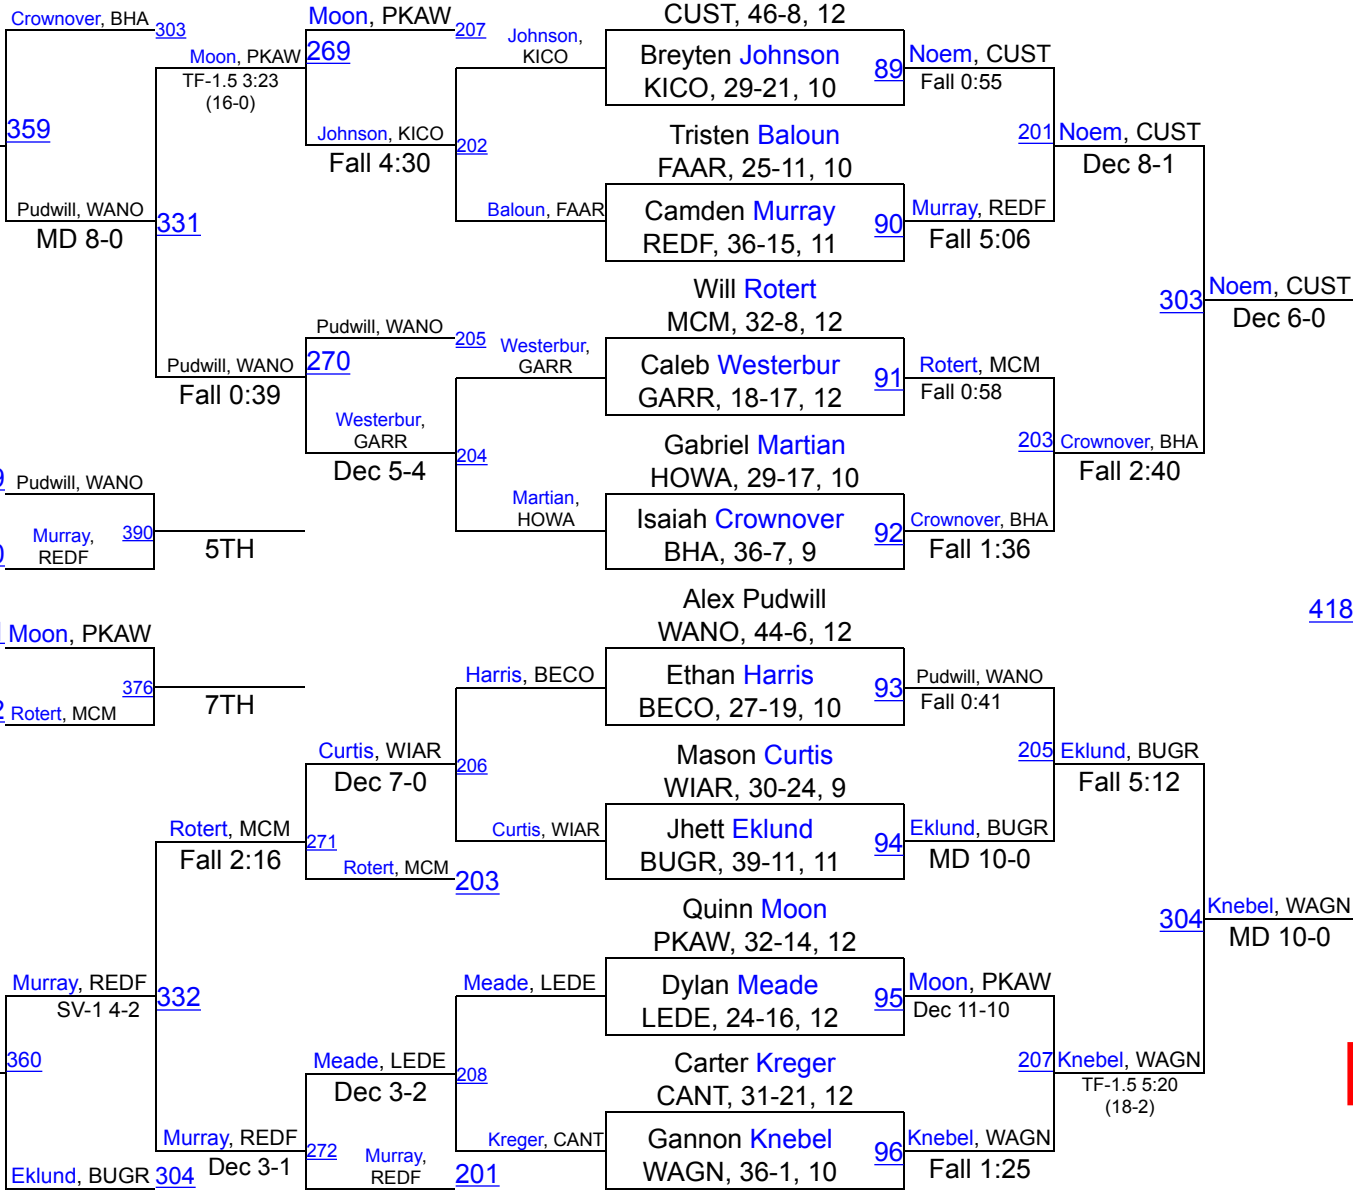 Crownover, BHA
303
Moon, PKAW
TF-1.5 3:23
(16-0)
359
Pudwill, WANO
MD 8-0
331
Pudwill, WANO
Fall 0:39
Moon, PKAW
207
269
Johnson, KICO
Fall 4:30
202
Johnson,
KICO
Baloun, FAAR
Pudwill, WANO
205
270
Westerbur,
GARR
Dec 5-4
204
Westerbur,
GARR
Martian,
HOWA
Pudwill, WANO
Murray,
REDF
390
5TH
Moon, PKAW
376
Rotert, MCM
7TH
CUST, 46-8, 12
Breyten Johnson
KICO, 29-21, 10
89
Noem, CUST
Fall 0:55
Tristen Baloun
FAAR, 25-11, 10
Camden Murray
REDF, 36-15, 11
90
Murray, REDF
Fall 5:06
201
Noem, CUST
Dec 8-1
Will Rotert
MCM, 32-8, 12
Caleb Westerbur
GARR, 18-17, 12
91
Rotert, MCM
Fall 0:58
Gabriel Martian
HOWA, 29-17, 10
Isaiah Crownover
BHA, 36-7, 9
92
Crownover, BHA
Fall 1:36
203
Crownover, BHA
Fall 2:40
303
Noem, CUST
Dec 6-0
418
Alex Pudwill
WANO, 44-6, 12
Ethan Harris
BECO, 27-19, 10
93
Pudwill, WANO
Fall 0:41
Mason Curtis
WIAR, 30-24, 9
Jhett Eklund
BUGR, 39-11, 11
94
Eklund, BUGR
MD 10-0
205
Eklund, BUGR
Fall 5:12
Quinn Moon
PKAW, 32-14, 12
Dylan Meade
LEDE, 24-16, 12
95
Moon, PKAW
Dec 11-10
Carter Kreger
CANT, 31-21, 12
Gannon Knebel
WAGN, 36-1, 10
96
Knebel, WAGN
Fall 1:25
207
Knebel, WAGN
TF-1.5 5:20
(18-2)
304
Knebel, WAGN
MD 10-0
Harris, BECO
Curtis, WIAR
206
Curtis, WIAR
Dec 7-0
271
Rotert, MCM
203
Rotert, MCM
Fall 2:16
Meade, LEDE
Kreger, CANT
208
Meade, LEDE
Dec 3-2
272
Murray,
REDF
201
Murray, REDF
Dec 3-1
332
Murray, REDF
SV-1 4-2
360
Eklund, BUGR
304